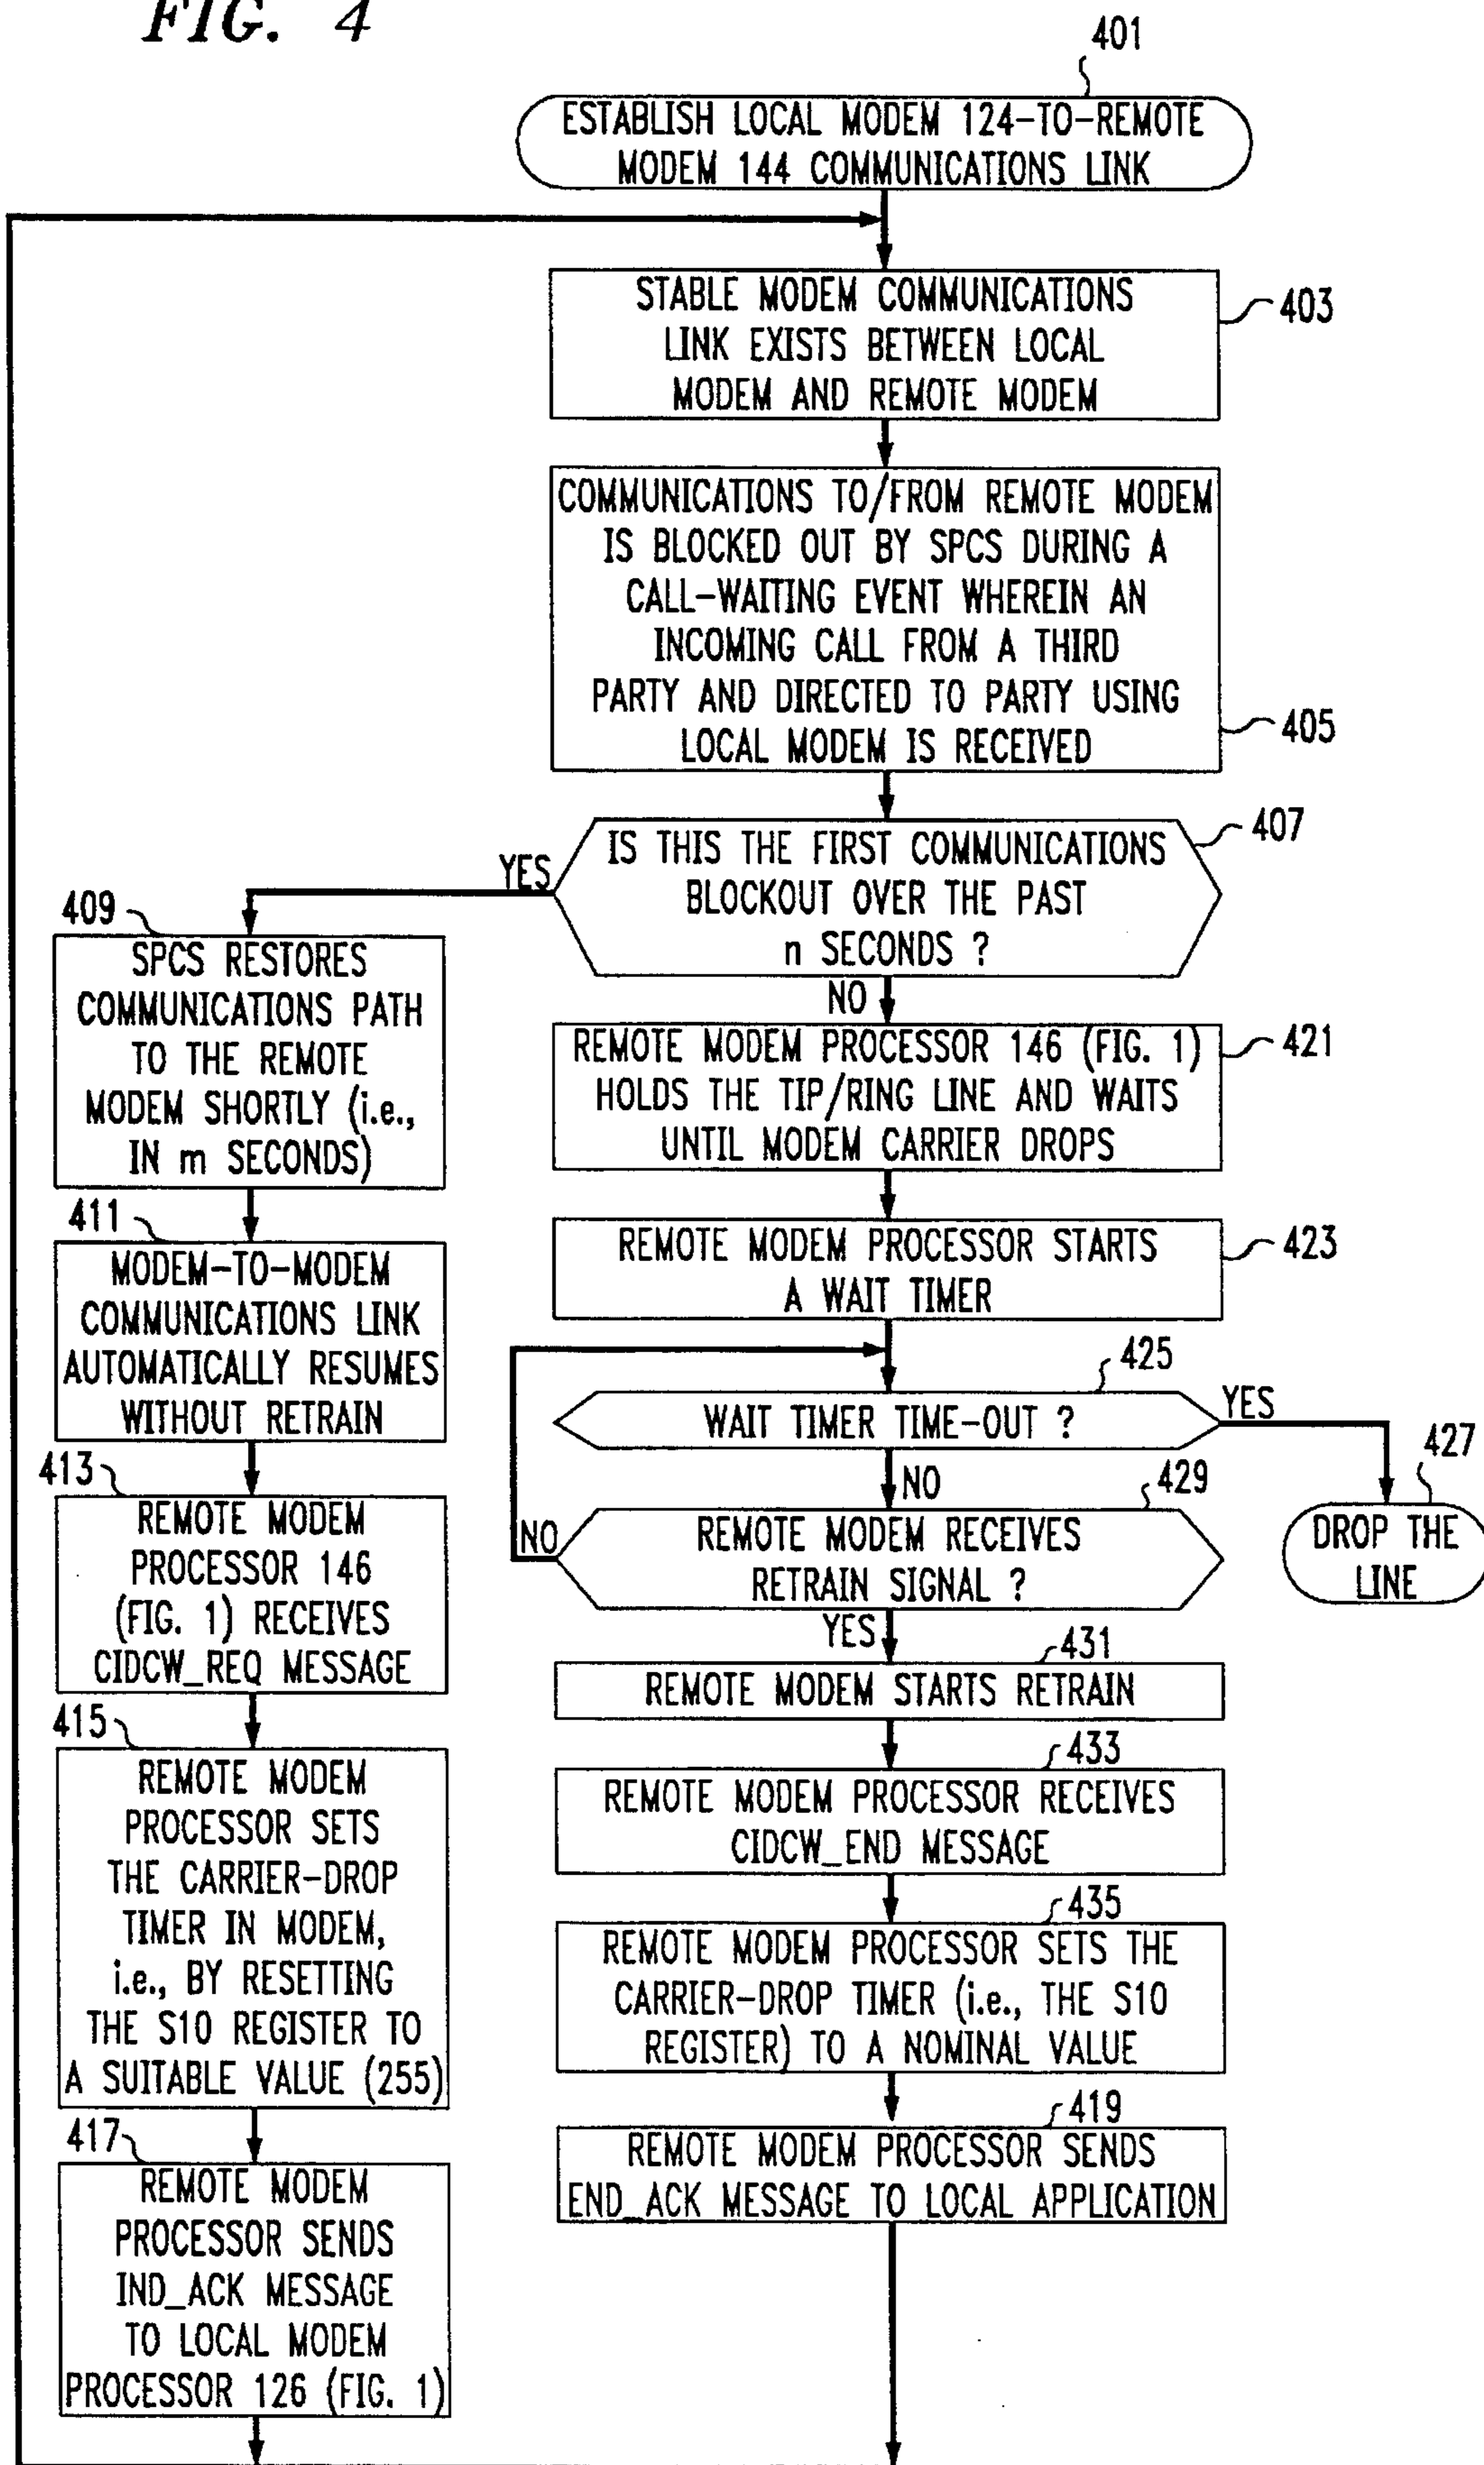 FIG. 4
401
ESTABLISH LOCAL MODEM 124-TO-REMOTE
MODEM 144 COMMUNICATIONS LINK
STABLE MODEM COMMUNICATIONS
LINK EXISTS BETWEEN LOCAL
MODEM AND REMOTE MODEM
403
COMMUNICATIONS TO/FROM REMOTE MODEM
IS BLOCKED OUT BY SPCS DURING A
CALL-WAITING EVENT WHEREIN AN
INCOMING CALL FROM A THIRD
PARTY AND DIRECTED TO PARTY USING
LOCAL MODEM IS RECEIVED
405
IS THIS THE FIRST COMMUNICATIONS
BLOCKOUT OVER THE PAST
n SECONDS ?
407
YES
409
SPCS RESTORES
COMMUNICATIONS PATH
TO THE REMOTE
MODEM SHORTLY (i.e.,
IN m SECONDS)
411
MODEM-TO-MODEM
COMMUNICATIONS LINK
AUTOMATICALLY RESUMES
WITHOUT RETRAIN
413
REMOTE MODEM
PROCESSOR 146
(FIG. 1) RECEIVES
CIDCW_REQ MESSAGE
415
REMOTE MODEM
PROCESSOR SETS
THE CARRIER-DROP
TIMER IN MODEM,
i.e., BY RESETTING
THE S10 REGISTER TO
A SUITABLE VALUE (255)
417
REMOTE MODEM
PROCESSOR SENDS
IND_ACK MESSAGE
TO LOCAL MODEM
PROCESSOR 126 (FIG. 1)
NO
REMOTE MODEM PROCESSOR 146 (FIG. 1)
HOLDS THE TIP/RING LINE AND WAITS
UNTIL MODEM CARRIER DROPS
421
REMOTE MODEM PROCESSOR STARTS
A WAIT TIMER
423
425
WAIT TIMER TIME-OUT ?
YES
427
DROP THE
LINE
NO
429
REMOTE MODEM RECEIVES
RETRAIN SIGNAL ?
NO
YES
431
REMOTE MODEM STARTS RETRAIN
433
REMOTE MODEM PROCESSOR RECEIVES
CIDCW_END MESSAGE
435
REMOTE MODEM PROCESSOR SETS THE
CARRIER-DROP TIMER (i.e., THE S10
REGISTER) TO A NOMINAL VALUE
419
REMOTE MODEM PROCESSOR SENDS
END_ACK MESSAGE TO LOCAL APPLICATION